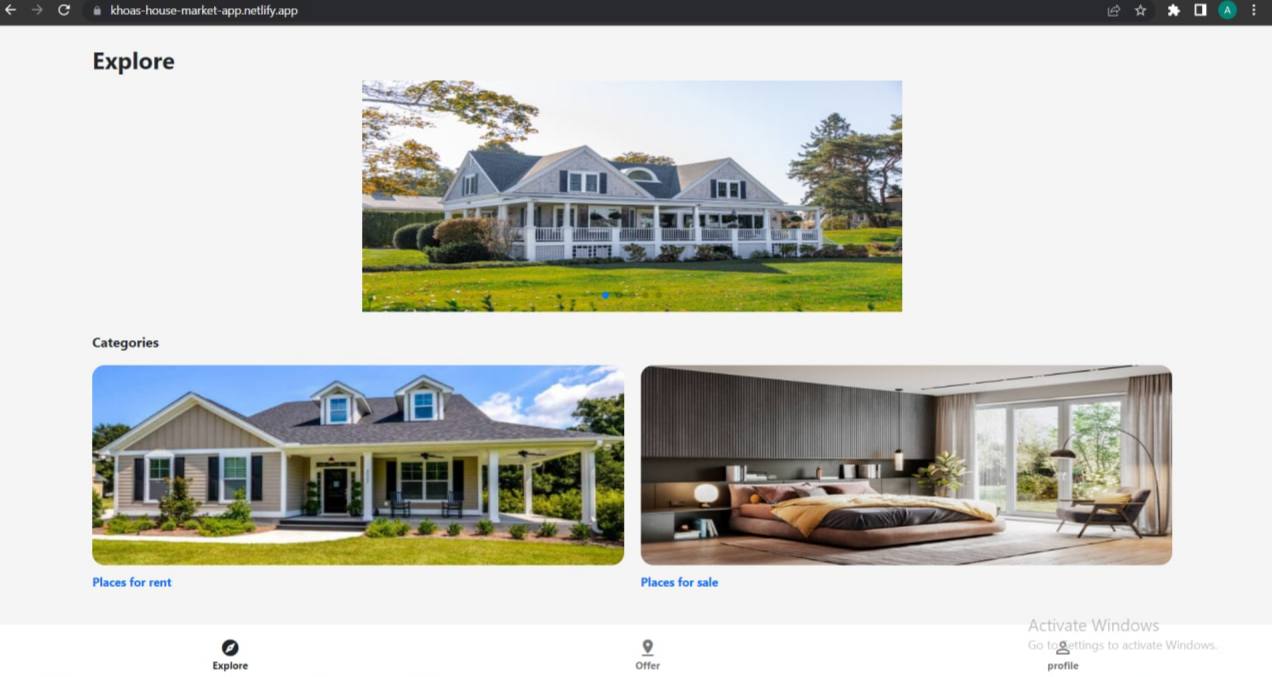 khoas-house-market-app.netlify.app
A
Explore
Categories
Places for rent
Places for sale
Activate Windows
Go to Settings to activate Windows.
Explore
Offer
profile